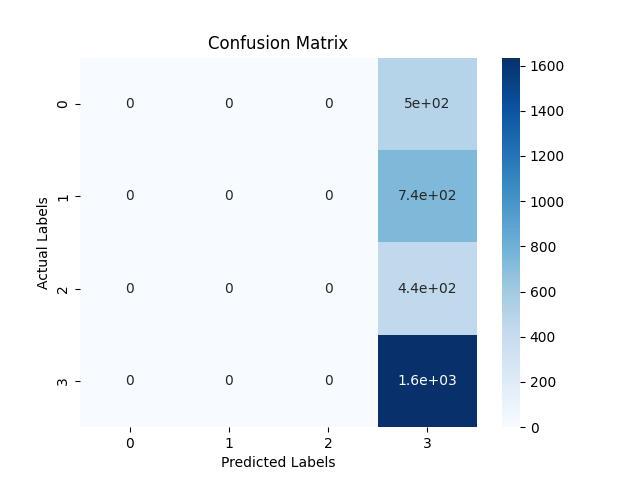 Confusion Matrix
Actual Labels
0 0 0 0 5e+02
1 0 0 0 7.4e+02
2 0 0 0 4.4e+02
3 0 0 0 1.6e+03
0 1 2 3
Predicted Labels
1600
1400
1200
1000
800
600
400
200
0